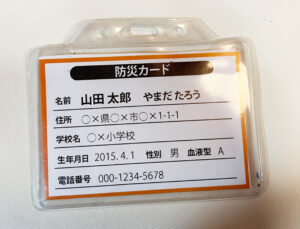 防災カード
名前 山田 太郎 やまだ たろう
住所 ○×県○×市○×1-1-1
学校名 ○×小学校
生年月日 2015. 4. 1 性別 男 血液型 A
電話番号 000-1234-5678